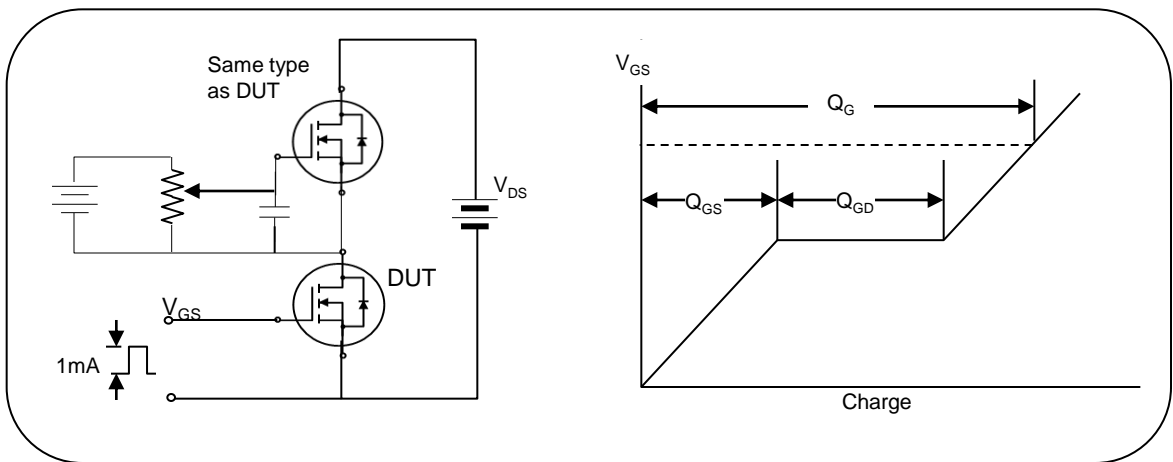 Same type
as DUT
V_DS
DUT
V_GS
1mA
V_GS
Q_G
Q_GS
Q_GD
Charge